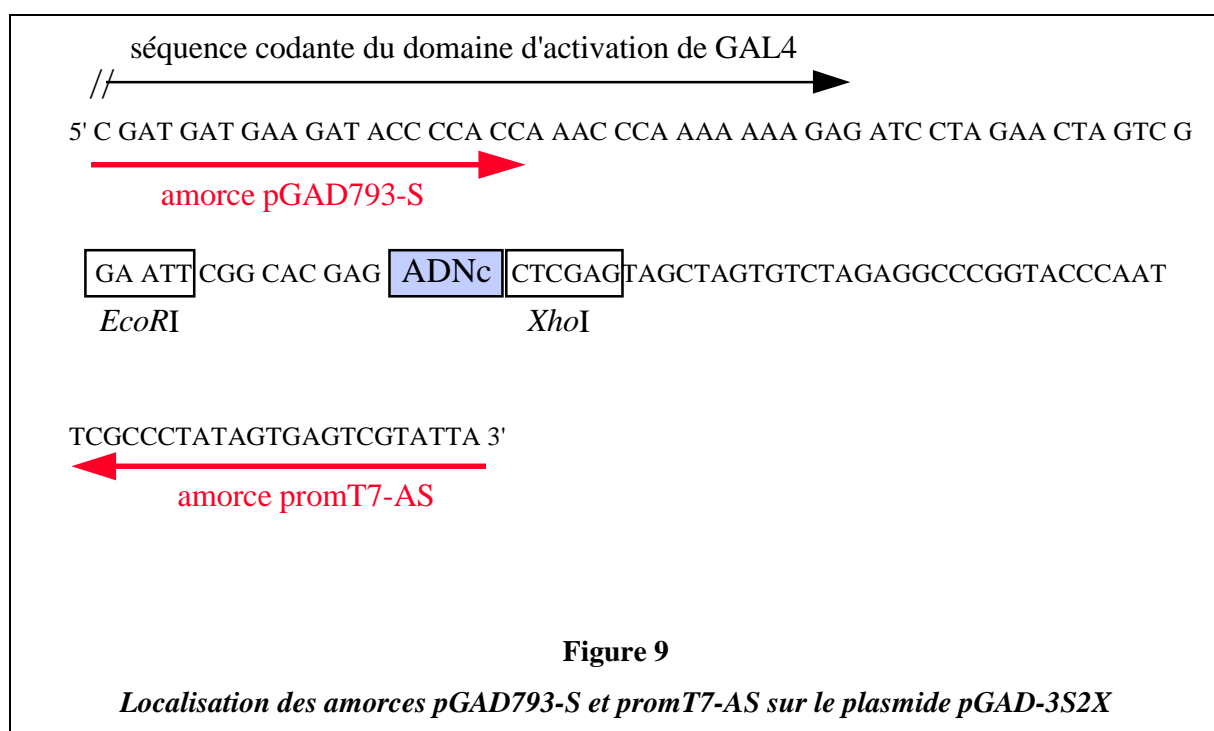 séquence codante du domaine d'activation de GAL4
//
5' C GAT GAT GAA GAT ACC CCA CCA AAC CCA AAA AAA GAG ATC CTA GAA CTA GTC G
amorce pGAD793-S
GA ATT CGG CAC GAG ADNc CTCGAGTAGCTAGTGTCTAGAGGCCCGGTACCCAAT
EcoRI XhoI
TCGCCCTATAGTGAGTCGTATTA 3'
amorce promT7-AS
Figure 9
Localisation des amorces pGAD793-S et promT7-AS sur le plasmide pGAD-3S2X